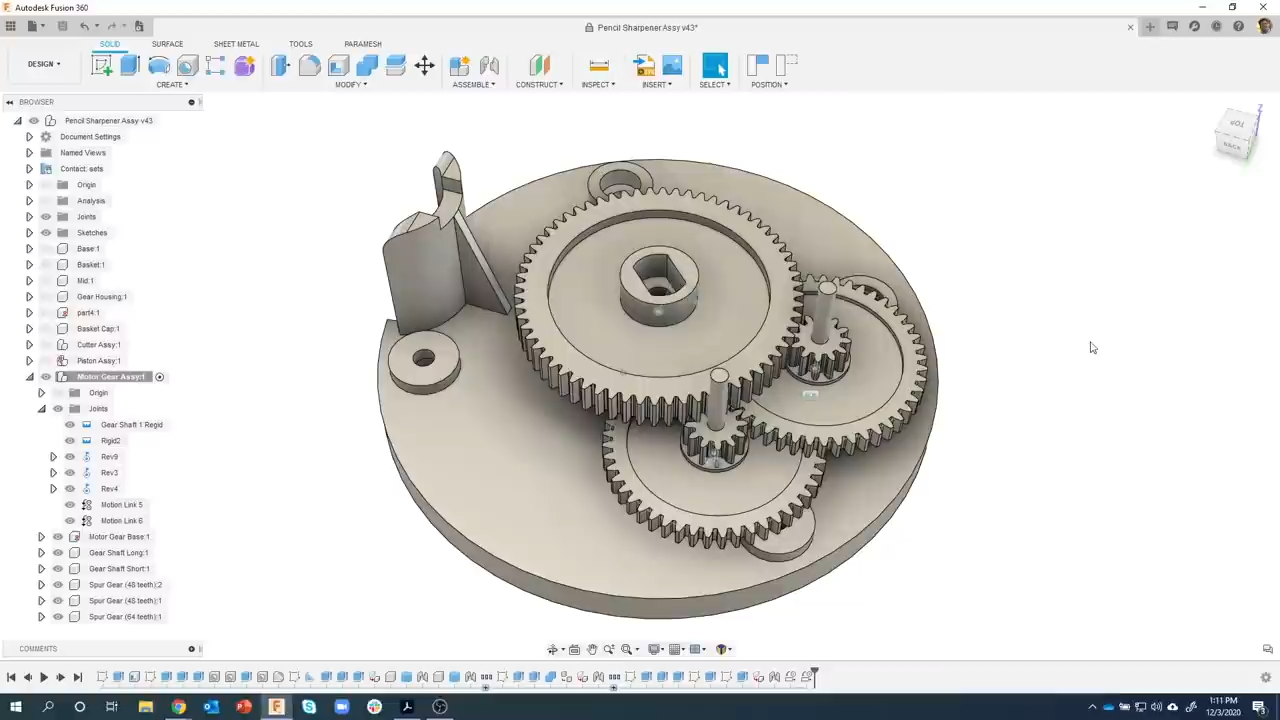 Autodesk Fusion 360
Pencil Sharpener Assy v43*
SOLID SURFACE SHEET METAL TOOLS PARAMESH
DESIGN
CREATE MODIFY ASSEMBLE CONSTRUCT INSPECT INSERT SELECT POSITION
BROWSER
Pencil Sharpener Assy v43
Document Settings
Named Views
Contact: sets
Origin
Analysis
Joints
Sketches
Base:1
Basket:1
Mid:1
Gear Housing:1
part4:1
Basket Cap:1
Cutter Assy:1
Piston Assy:1
Motor Gear Assy:1
Origin
Joints
Gear Shaft 1 Regid
Rigid2
Rev9
Rev3
Rev4
Motion Link 5
Motion Link 6
Motor Gear Base:1
Gear Shaft Long:1
Gear Shaft Short:1
Spur Gear (48 teeth):2
Spur Gear (48 teeth):1
Spur Gear (64 teeth):1
TOP
BACK
Z
COMMENTS
1:11 PM
12/3/2020